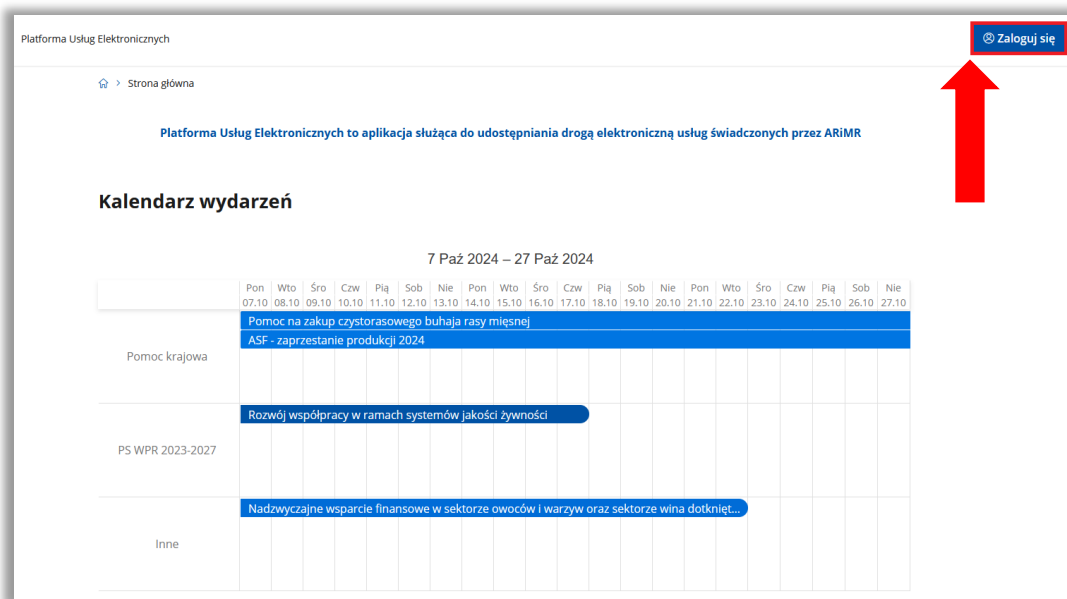 Platforma Usług Elektronicznych
Zaloguj się
Strona główna
Platforma Usług Elektronicznych to aplikacja służąca do udostępniania drogą elektroniczną usług świadczonych przez ARiMR
Kalendarz wydarzeń
7 Paź 2024 – 27 Paź 2024
Pon Wto Śro Czw Pią Sob Nie Pon Wto Śro Czw Pią Sob Nie Pon Wto Śro Czw Pią Sob Nie
07.10 08.10 09.10 10.10 11.10 12.10 13.10 14.10 15.10 16.10 17.10 18.10 19.10 20.10 21.10 22.10 23.10 24.10 25.10 26.10 27.10
Pomoc na zakup czystorasowego buhaja rasy mięsnej
ASF - zaprzestanie produkcji 2024
Pomoc krajowa
Rozwój współpracy w ramach systemów jakości żywności
PS WPR 2023-2027
Nadzwyczajne wsparcie finansowe w sektorze owoców i warzyw oraz sektorze wina dotknięt...
Inne